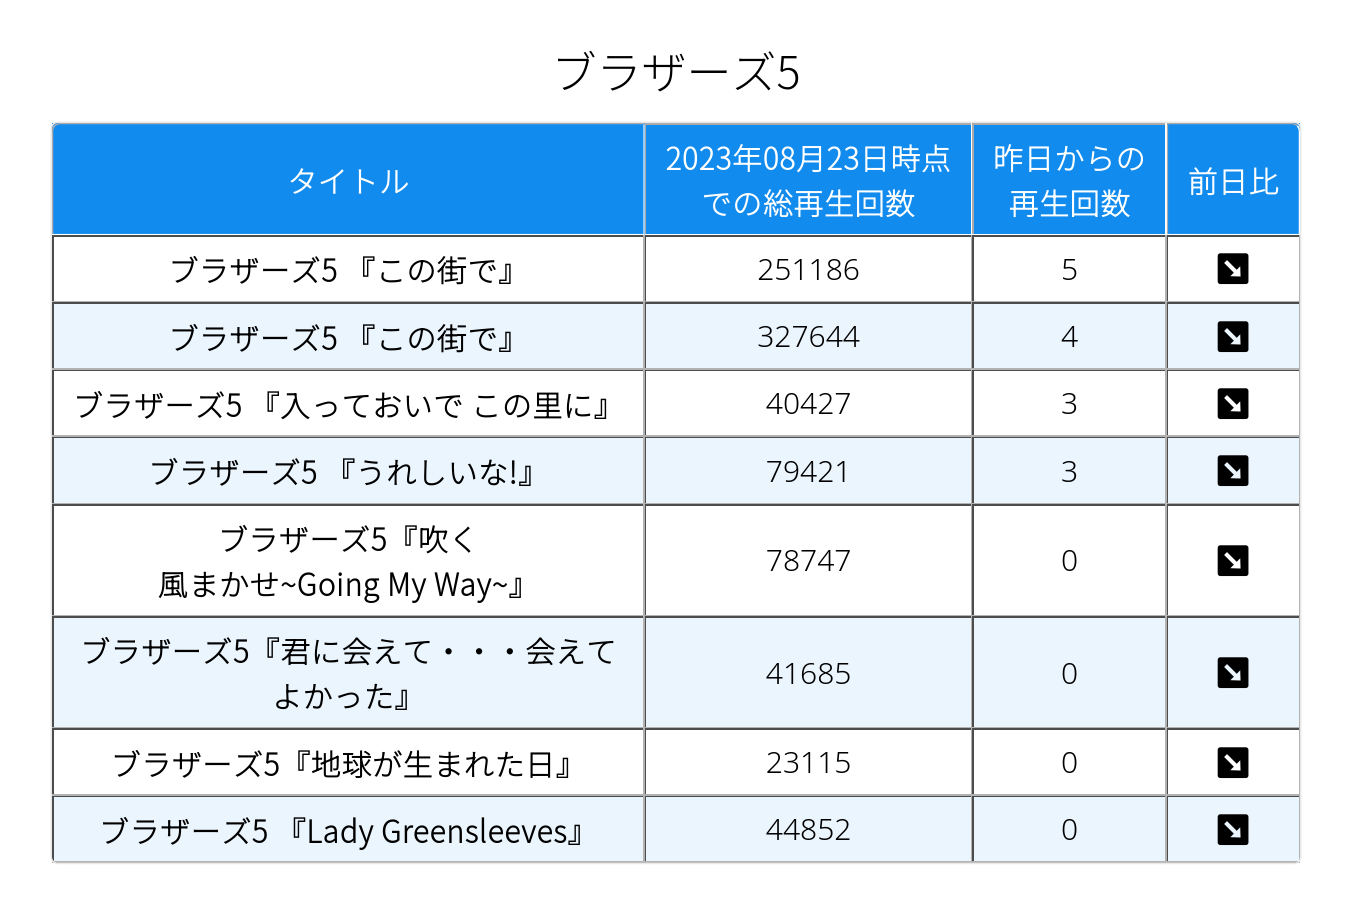 ブラザーズ5
タイトル
2023年08月23日時点
での総再生回数
昨日からの
再生回数
前日比
ブラザーズ5 『この街で』
251186
5
ブラザーズ5 『この街で』
327644
4
ブラザーズ5 『入っておいで この里に』
40427
3
ブラザーズ5 『うれしいな!』
79421
3
ブラザーズ5『吹く
風まかせ~Going My Way~』
78747
0
ブラザーズ5『君に会えて・・・会えて
よかった』
41685
0
ブラザーズ5『地球が生まれた日』
23115
0
ブラザーズ5 『Lady Greensleeves』
44852
0